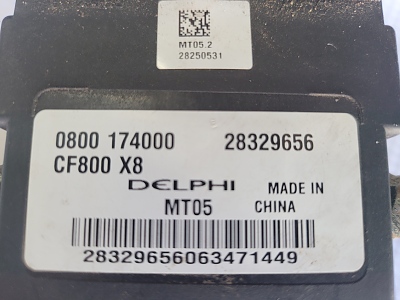 MT05.2
28250531
0800 174000 28329656
CF800 X8
DELPHI MADE IN
MT05 CHINA
28329656063471449